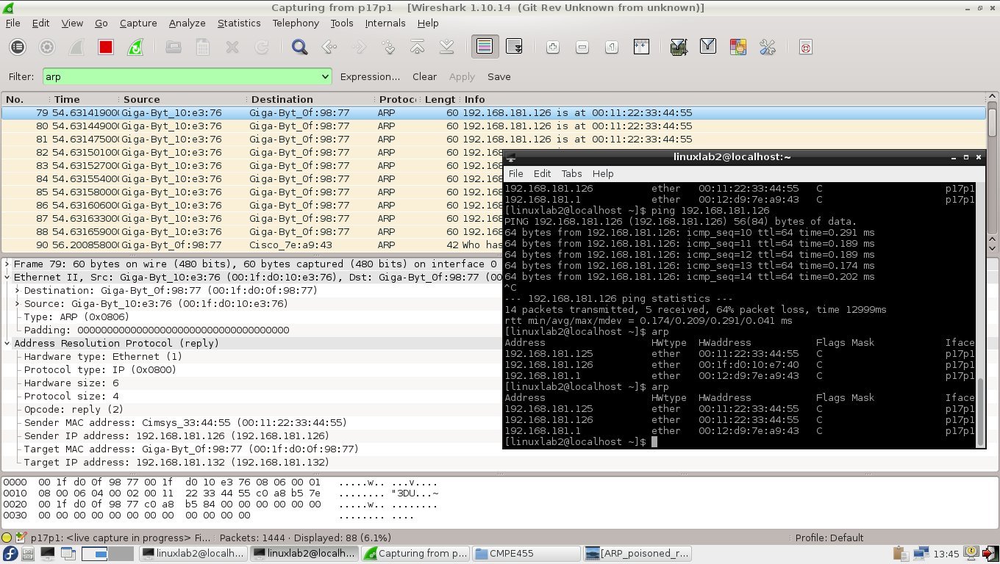 Capturing from p17p1 [Wireshark 1.10.14 (Git Rev Unknown from unknown)]
File Edit View Go Capture Analyze Statistics Telephony Tools Internals Help
Filter: arp Expression... Clear Apply Save
No. Time Source Destination Protoc Lengt Info
79 54.631419000 Giga-Byt_10:e3:76 Giga-Byt_0f:98:77 ARP 60 192.168.181.126 is at 00:11:22:33:44:55
80 54.631449000 Giga-Byt_10:e3:76 Giga-Byt_0f:98:77 ARP 60 192.168.181.126 is at 00:11:22:33:44:55
81 54.631475000 Giga-Byt_10:e3:76 Giga-Byt_0f:98:77 ARP 60 192.168.181.126 is at 00:11:22:33:44:55
82 54.631501000 Giga-Byt_10:e3:76 Giga-Byt_0f:98:77 ARP 60 192.168
83 54.631527000 Giga-Byt_10:e3:76 Giga-Byt_0f:98:77 ARP 60 192.168
84 54.631554000 Giga-Byt_10:e3:76 Giga-Byt_0f:98:77 ARP 60 192.168
85 54.631580000 Giga-Byt_10:e3:76 Giga-Byt_0f:98:77 ARP 60 192.168
86 54.631606000 Giga-Byt_10:e3:76 Giga-Byt_0f:98:77 ARP 60 192.168
87 54.631633000 Giga-Byt_10:e3:76 Giga-Byt_0f:98:77 ARP 60 192.168
88 54.631659000 Giga-Byt_10:e3:76 Giga-Byt_0f:98:77 ARP 60 192.168
90 56.200858000 Giga-Byt_0f:98:77 Cisco_7e:a9:43 ARP 42 Who has
Frame 79: 60 bytes on wire (480 bits), 60 bytes captured (480 bits) on interface 0
Ethernet II, Src: Giga-Byt_10:e3:76 (00:1f:d0:10:e3:76), Dst: Giga-Byt_0f:98:77 (00
Destination: Giga-Byt_0f:98:77 (00:1f:d0:0f:98:77)
Source: Giga-Byt_10:e3:76 (00:1f:d0:10:e3:76)
Type: ARP (0x0806)
Padding: 000000000000000000000000000000000000
Address Resolution Protocol (reply)
Hardware type: Ethernet (1)
Protocol type: IP (0x0800)
Hardware size: 6
Protocol size: 4
Opcode: reply (2)
Sender MAC address: Cimsys_33:44:55 (00:11:22:33:44:55)
Sender IP address: 192.168.181.126 (192.168.181.126)
Target MAC address: Giga-Byt_0f:98:77 (00:1f:d0:0f:98:77)
Target IP address: 192.168.181.132 (192.168.181.132)
0000 00 1f d0 0f 98 77 00 1f d0 10 e3 76 08 06 00 01 .....w.. ...v....
0010 08 00 06 04 00 02 00 11 22 33 44 55 c0 a8 b5 7e ........ "3DU...~
0020 00 1f d0 0f 98 77 c0 a8 b5 84 00 00 00 00 00 00 .....w.. ........
0030 00 00 00 00 00 00 00 00 00 00 00 00 ........ ....
linuxlab2@localhost:~
File Edit Tabs Help
192.168.181.126 ether 00:11:22:33:44:55 C p17p1
192.168.181.1 ether 00:12:d9:7e:a9:43 C p17p1
[linuxlab2@localhost ~]$ ping 192.168.181.126
PING 192.168.181.126 (192.168.181.126) 56(84) bytes of data.
64 bytes from 192.168.181.126: icmp_seq=10 ttl=64 time=0.291 ms
64 bytes from 192.168.181.126: icmp_seq=11 ttl=64 time=0.189 ms
64 bytes from 192.168.181.126: icmp_seq=12 ttl=64 time=0.189 ms
64 bytes from 192.168.181.126: icmp_seq=13 ttl=64 time=0.174 ms
64 bytes from 192.168.181.126: icmp_seq=14 ttl=64 time=0.202 ms
^C
--- 192.168.181.126 ping statistics ---
14 packets transmitted, 5 received, 64% packet loss, time 12999ms
rtt min/avg/max/mdev = 0.174/0.209/0.291/0.041 ms
[linuxlab2@localhost ~]$ arp
Address HWtype HWaddress Flags Mask Iface
192.168.181.125 ether 00:11:22:33:44:55 C p17p1
192.168.181.126 ether 00:1f:d0:10:e7:40 C p17p1
192.168.181.1 ether 00:12:d9:7e:a9:43 C p17p1
[linuxlab2@localhost ~]$ arp
Address HWtype HWaddress Flags Mask Iface
192.168.181.125 ether 00:11:22:33:44:55 C p17p1
192.168.181.126 ether 00:11:22:33:44:55 C p17p1
192.168.181.1 ether 00:12:d9:7e:a9:43 C p17p1
[linuxlab2@localhost ~]$
p17p1: <live capture in progress> Fi... Packets: 1444 · Displayed: 88 (6.1%) Profile: Default
linuxlab2@localh... linuxlab2@localh... Capturing from p... CMPE455 [ARP_poisoned_r... 13:45